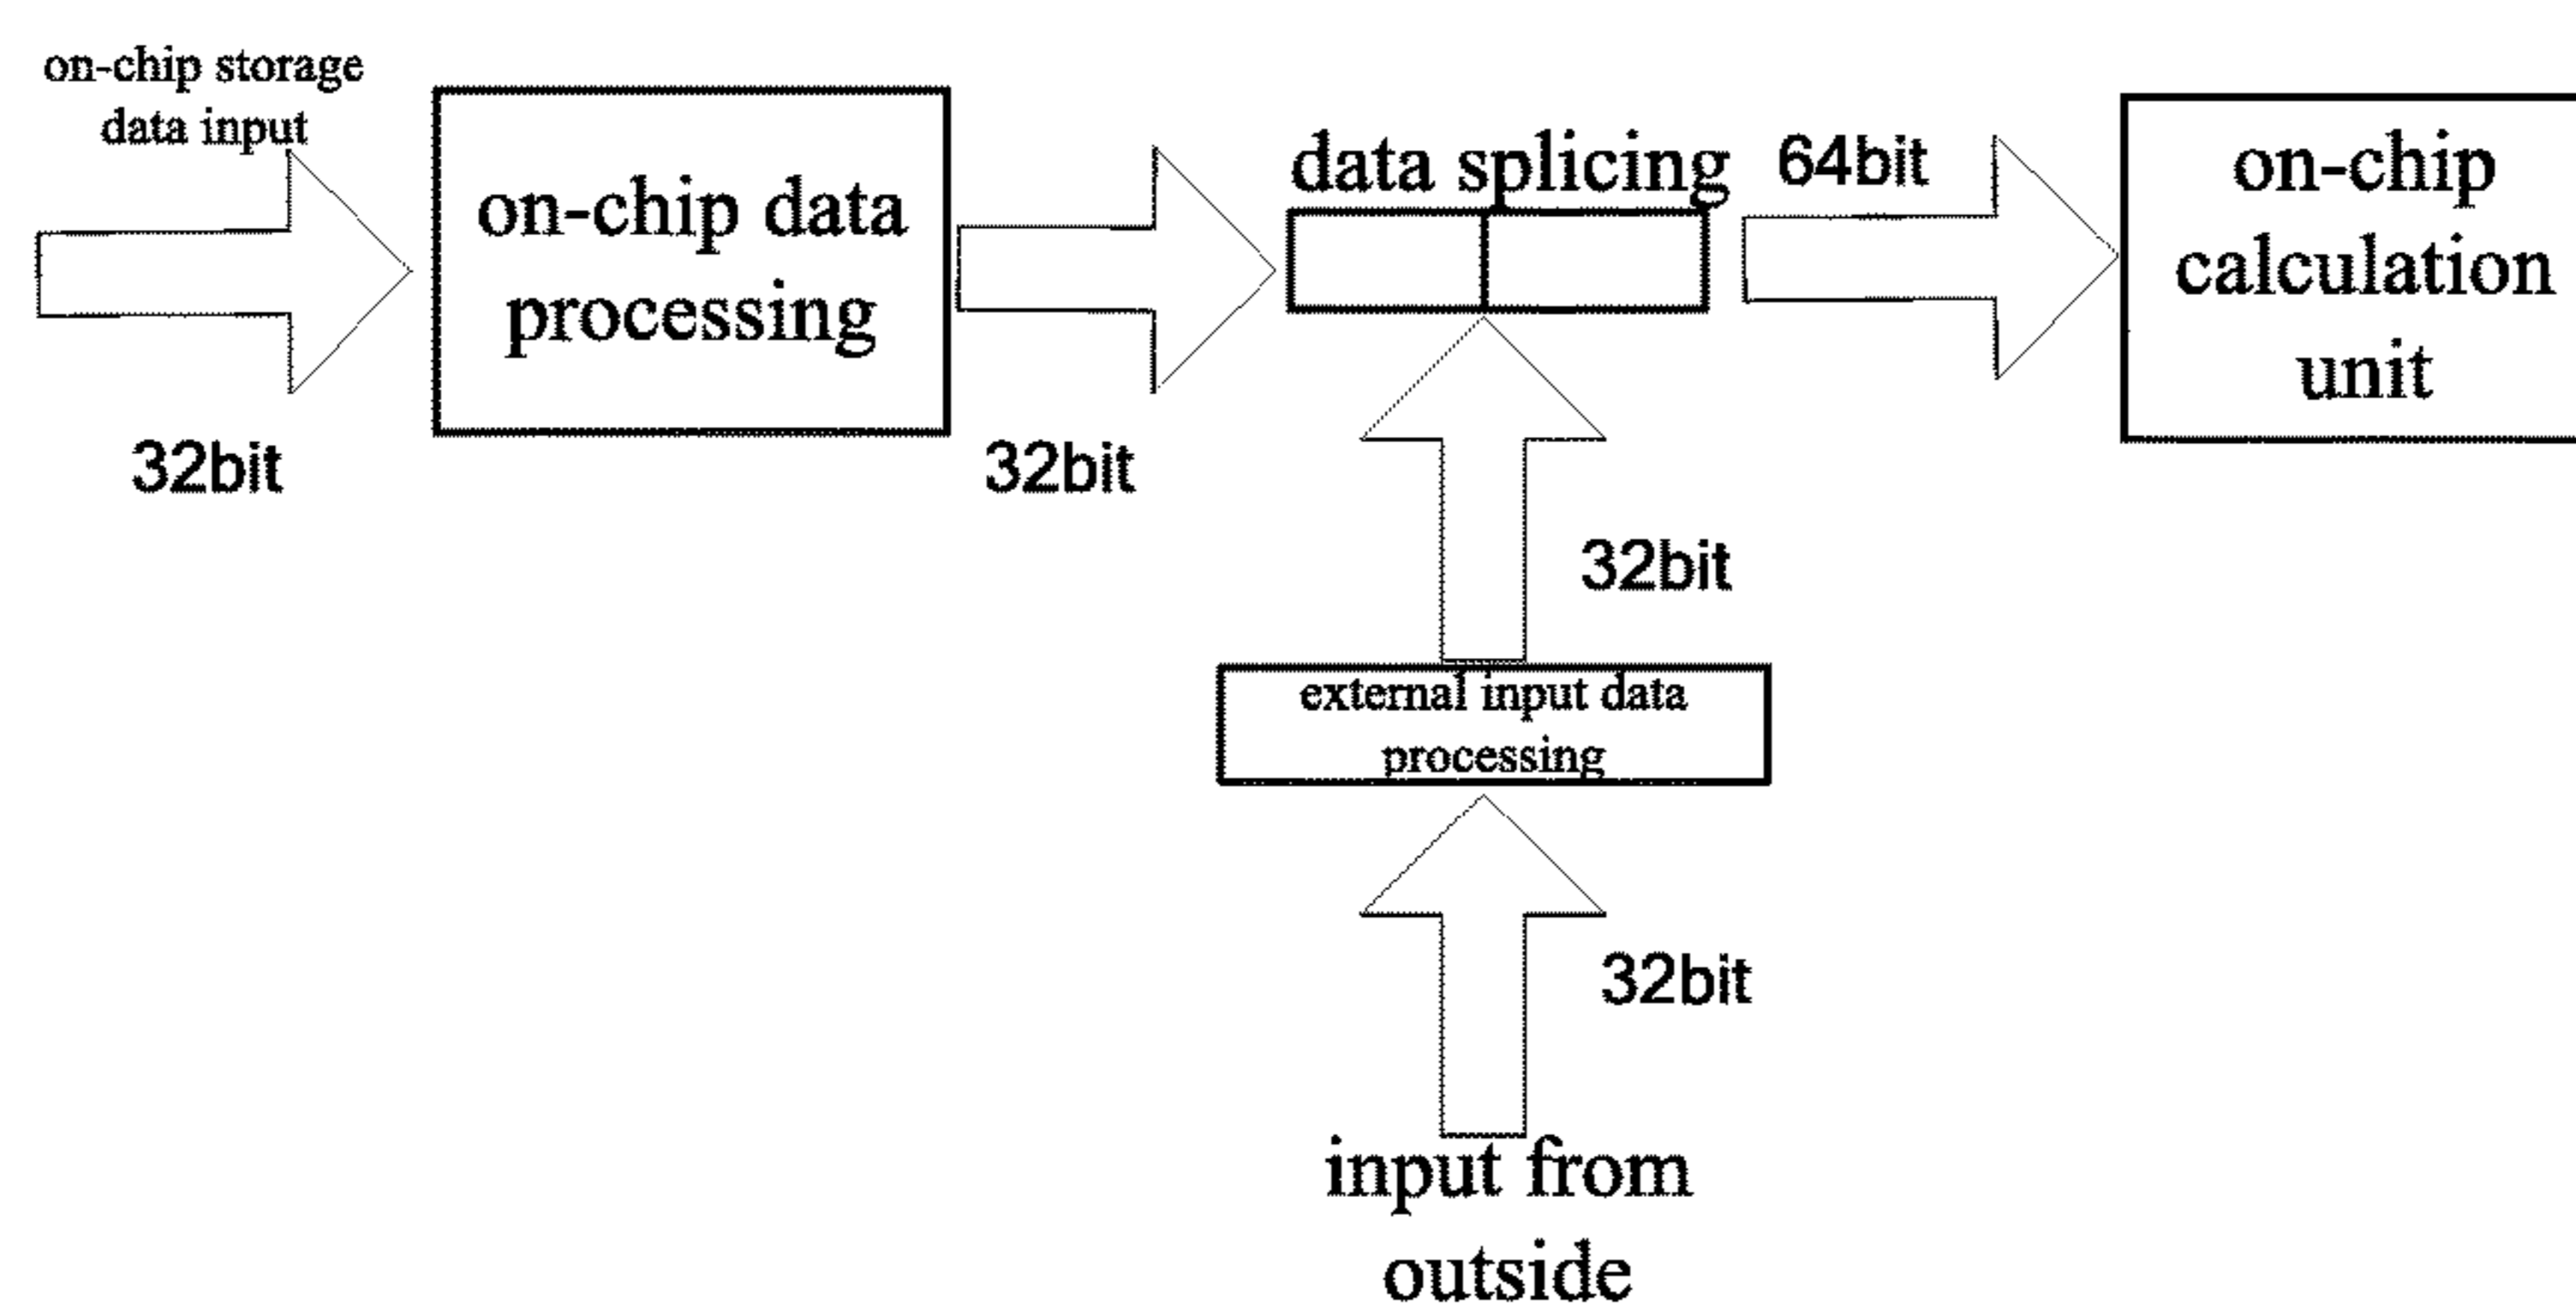 on-chip storage
data input
32bit
on-chip data
processing
32bit
data splicing
64bit
on-chip
calculation
unit
32bit
external input data
processing
32bit
input from
outside